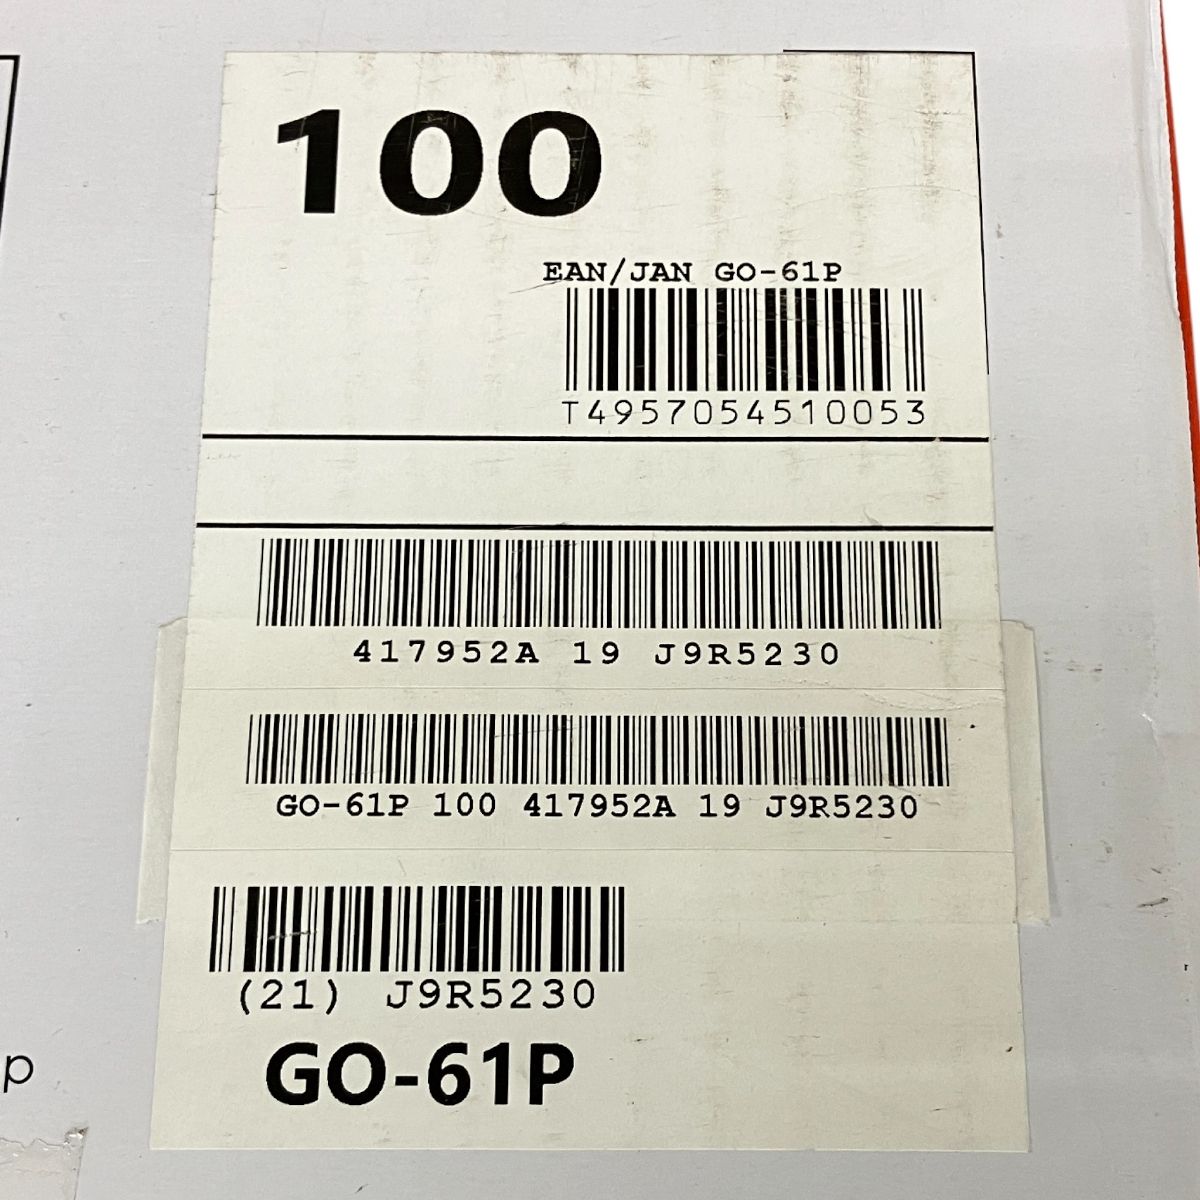 100
EAN/JAN GO-61P
T4957054510053
417952A 19 J9R5230
GO-61P 100 417952A 19 J9R5230
(21) J9R5230
GO-61P
p